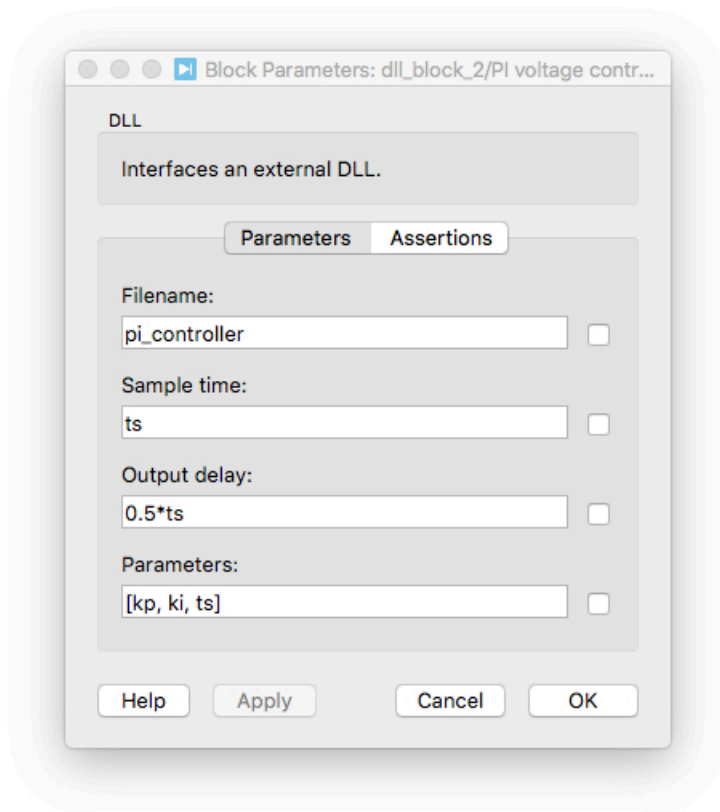 Block Parameters: dll_block_2/PI voltage contr...
DLL
Interfaces an external DLL.
Parameters Assertions
Filename:
pi_controller
Sample time:
ts
Output delay:
0.5*ts
Parameters:
[kp, ki, ts]
Help Apply Cancel OK